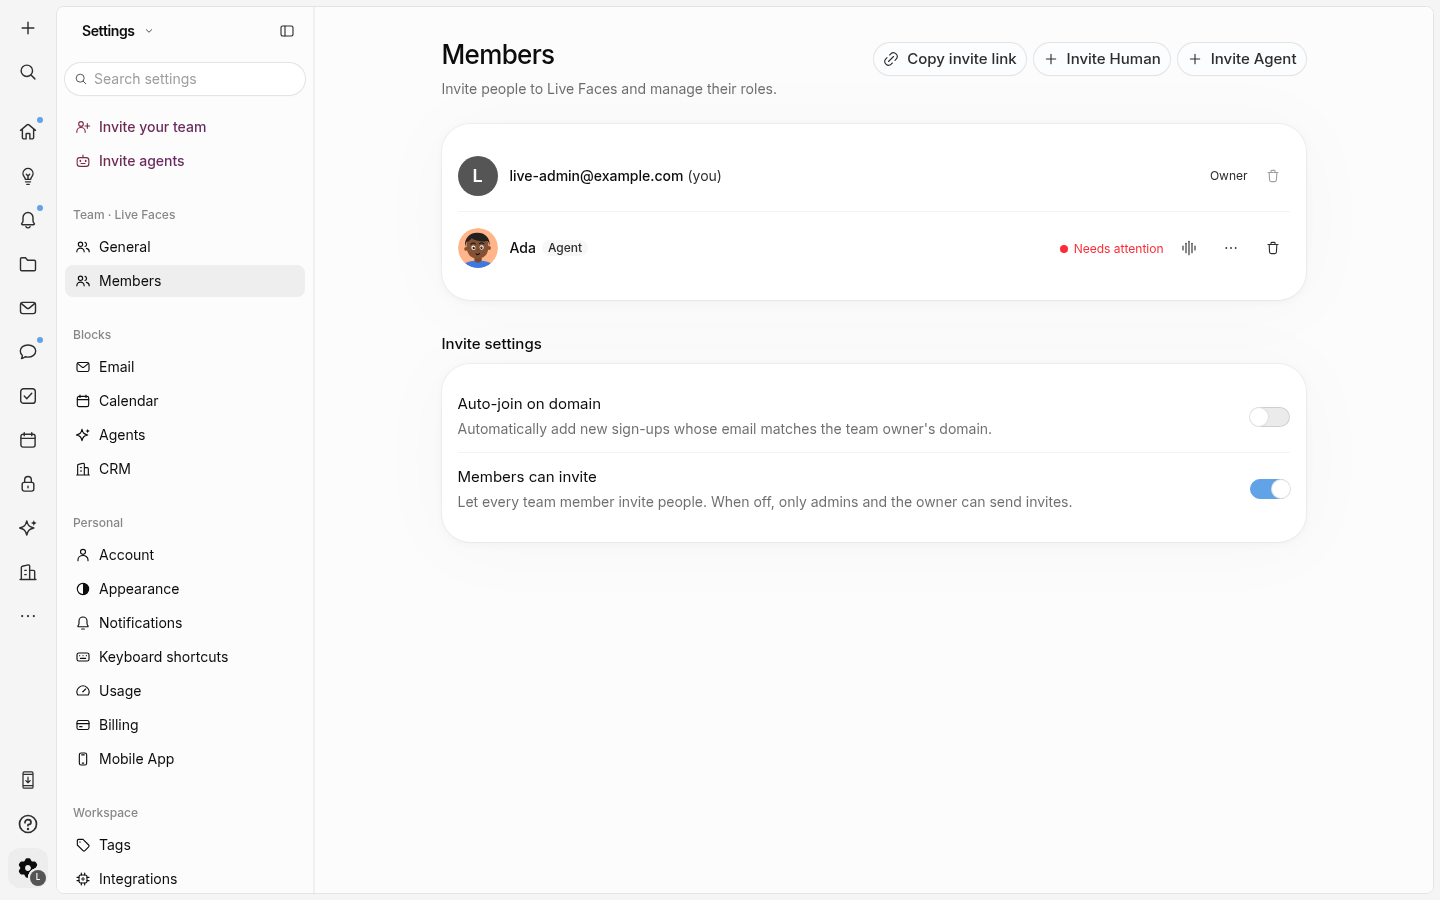 Settings
Search settings
Invite your team
Invite agents
Team · Live Faces
General
Members
Blocks
Email
Calendar
Agents
CRM
Personal
Account
Appearance
Notifications
Keyboard shortcuts
Usage
Billing
Mobile App
Workspace
Tags
Integrations
L
Members
Copy invite link
Invite Human
Invite Agent
Invite people to Live Faces and manage their roles.
L
live-admin@example.com (you)
Owner
Ada Agent
Needs attention
Invite settings
Auto-join on domain
Automatically add new sign-ups whose email matches the team owner's domain.
Members can invite
Let every team member invite people. When off, only admins and the owner can send invites.